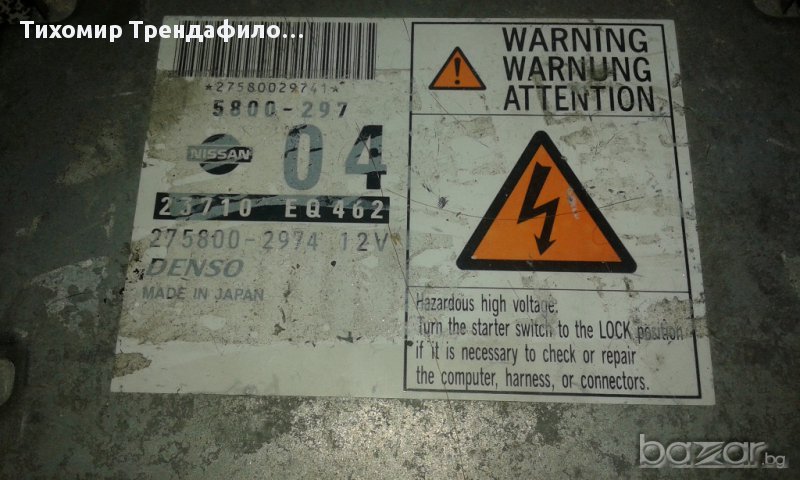 Тихомир Трендафило...
*27580029741*
5800-297
NISSAN
04
23710 EQ462
275800-2974 12V
DENSO
MADE IN JAPAN
WARNING
WARNUNG
ATTENTION
Hazardous high voltage.
Turn the starter switch to the LOCK position
if it is necessary to check or repair
the computer, harness, or connectors.
bazar.bg